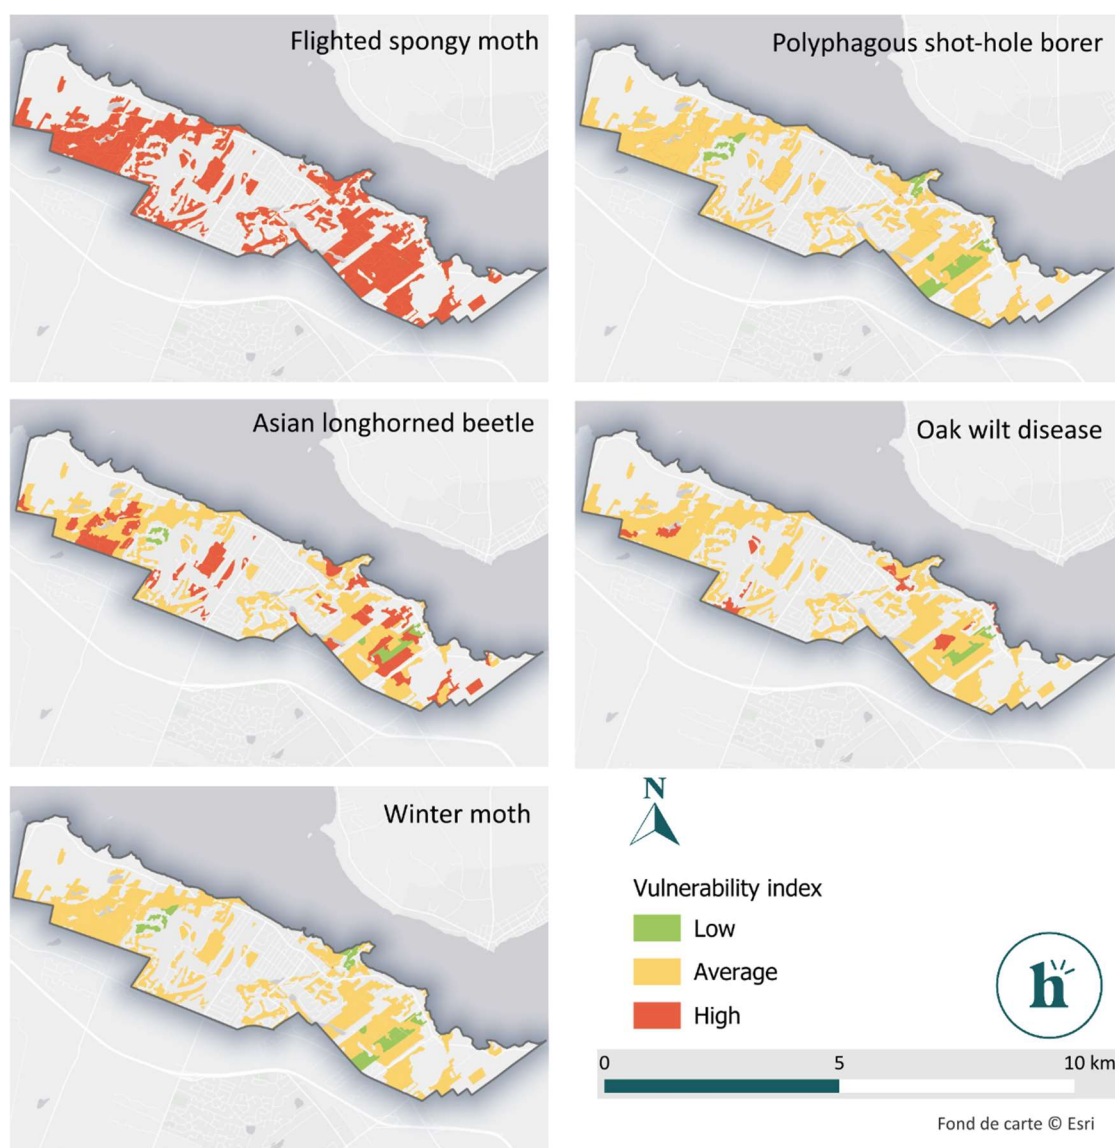 Flighted spongy moth
Polyphagous shot-hole borer
Asian longhorned beetle
Oak wilt disease
Winter moth
N
Vulnerability index
Low
Average
High
h
0 5 10 km
Fond de carte © Esri